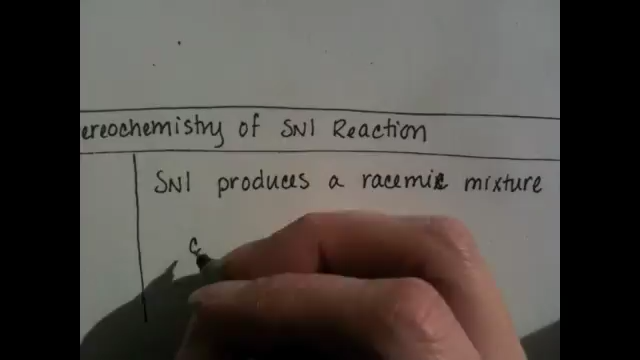 ereochemistry of SN1 Reaction
SN1 produces a racemic mixture
C